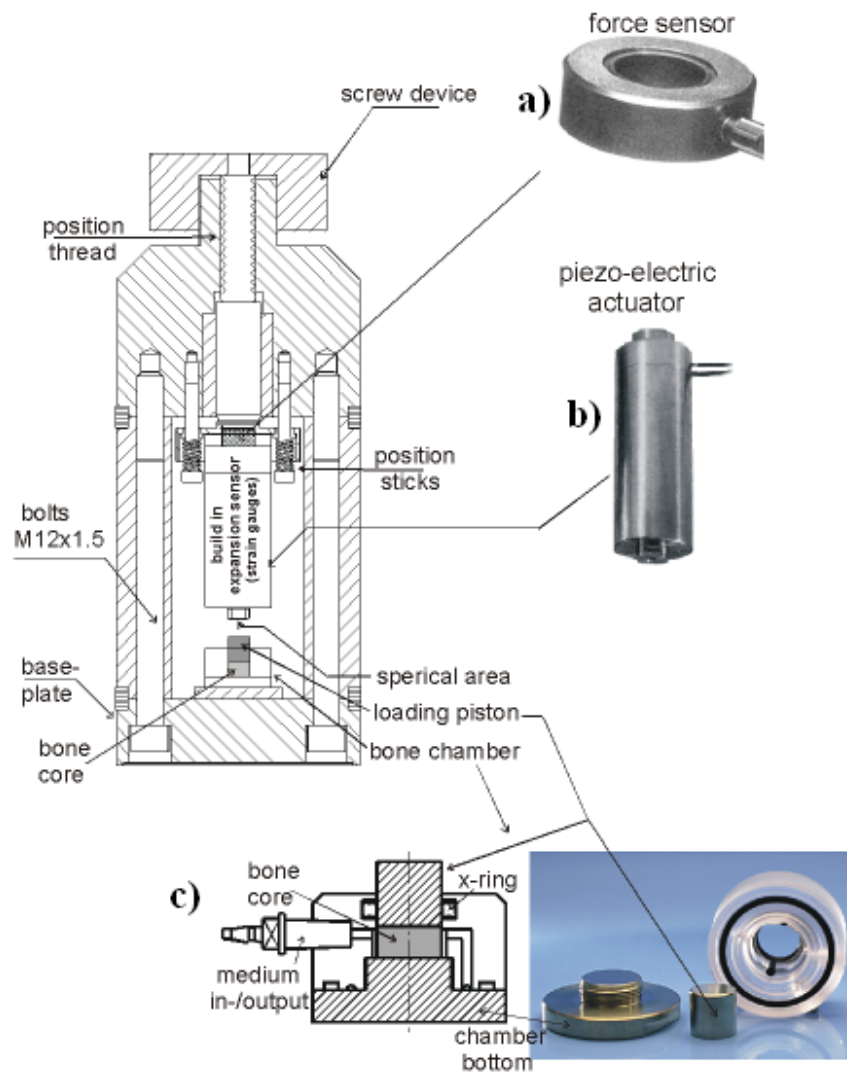 force sensor
a)
screw device
position
thread
piezo-electric
actuator
b)
position
sticks
build in
expansion sensor
(strain gauges)
bolts
M12x1.5
base-
plate
sperical area
loading piston
bone chamber
bone
core
c)
bone
core
x-ring
medium
in-/output
chamber
bottom